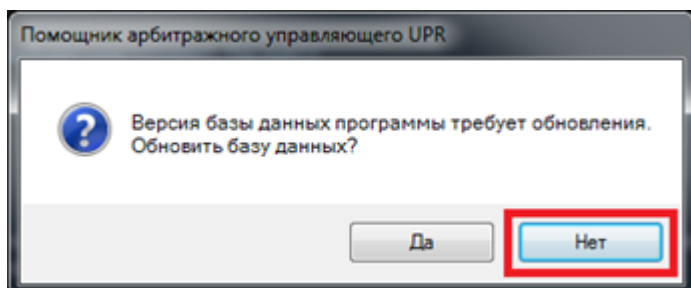 Помощник арбитражного управляющего UPR
Версия базы данных программы требует обновления.
Обновить базу данных?
Да
Нет